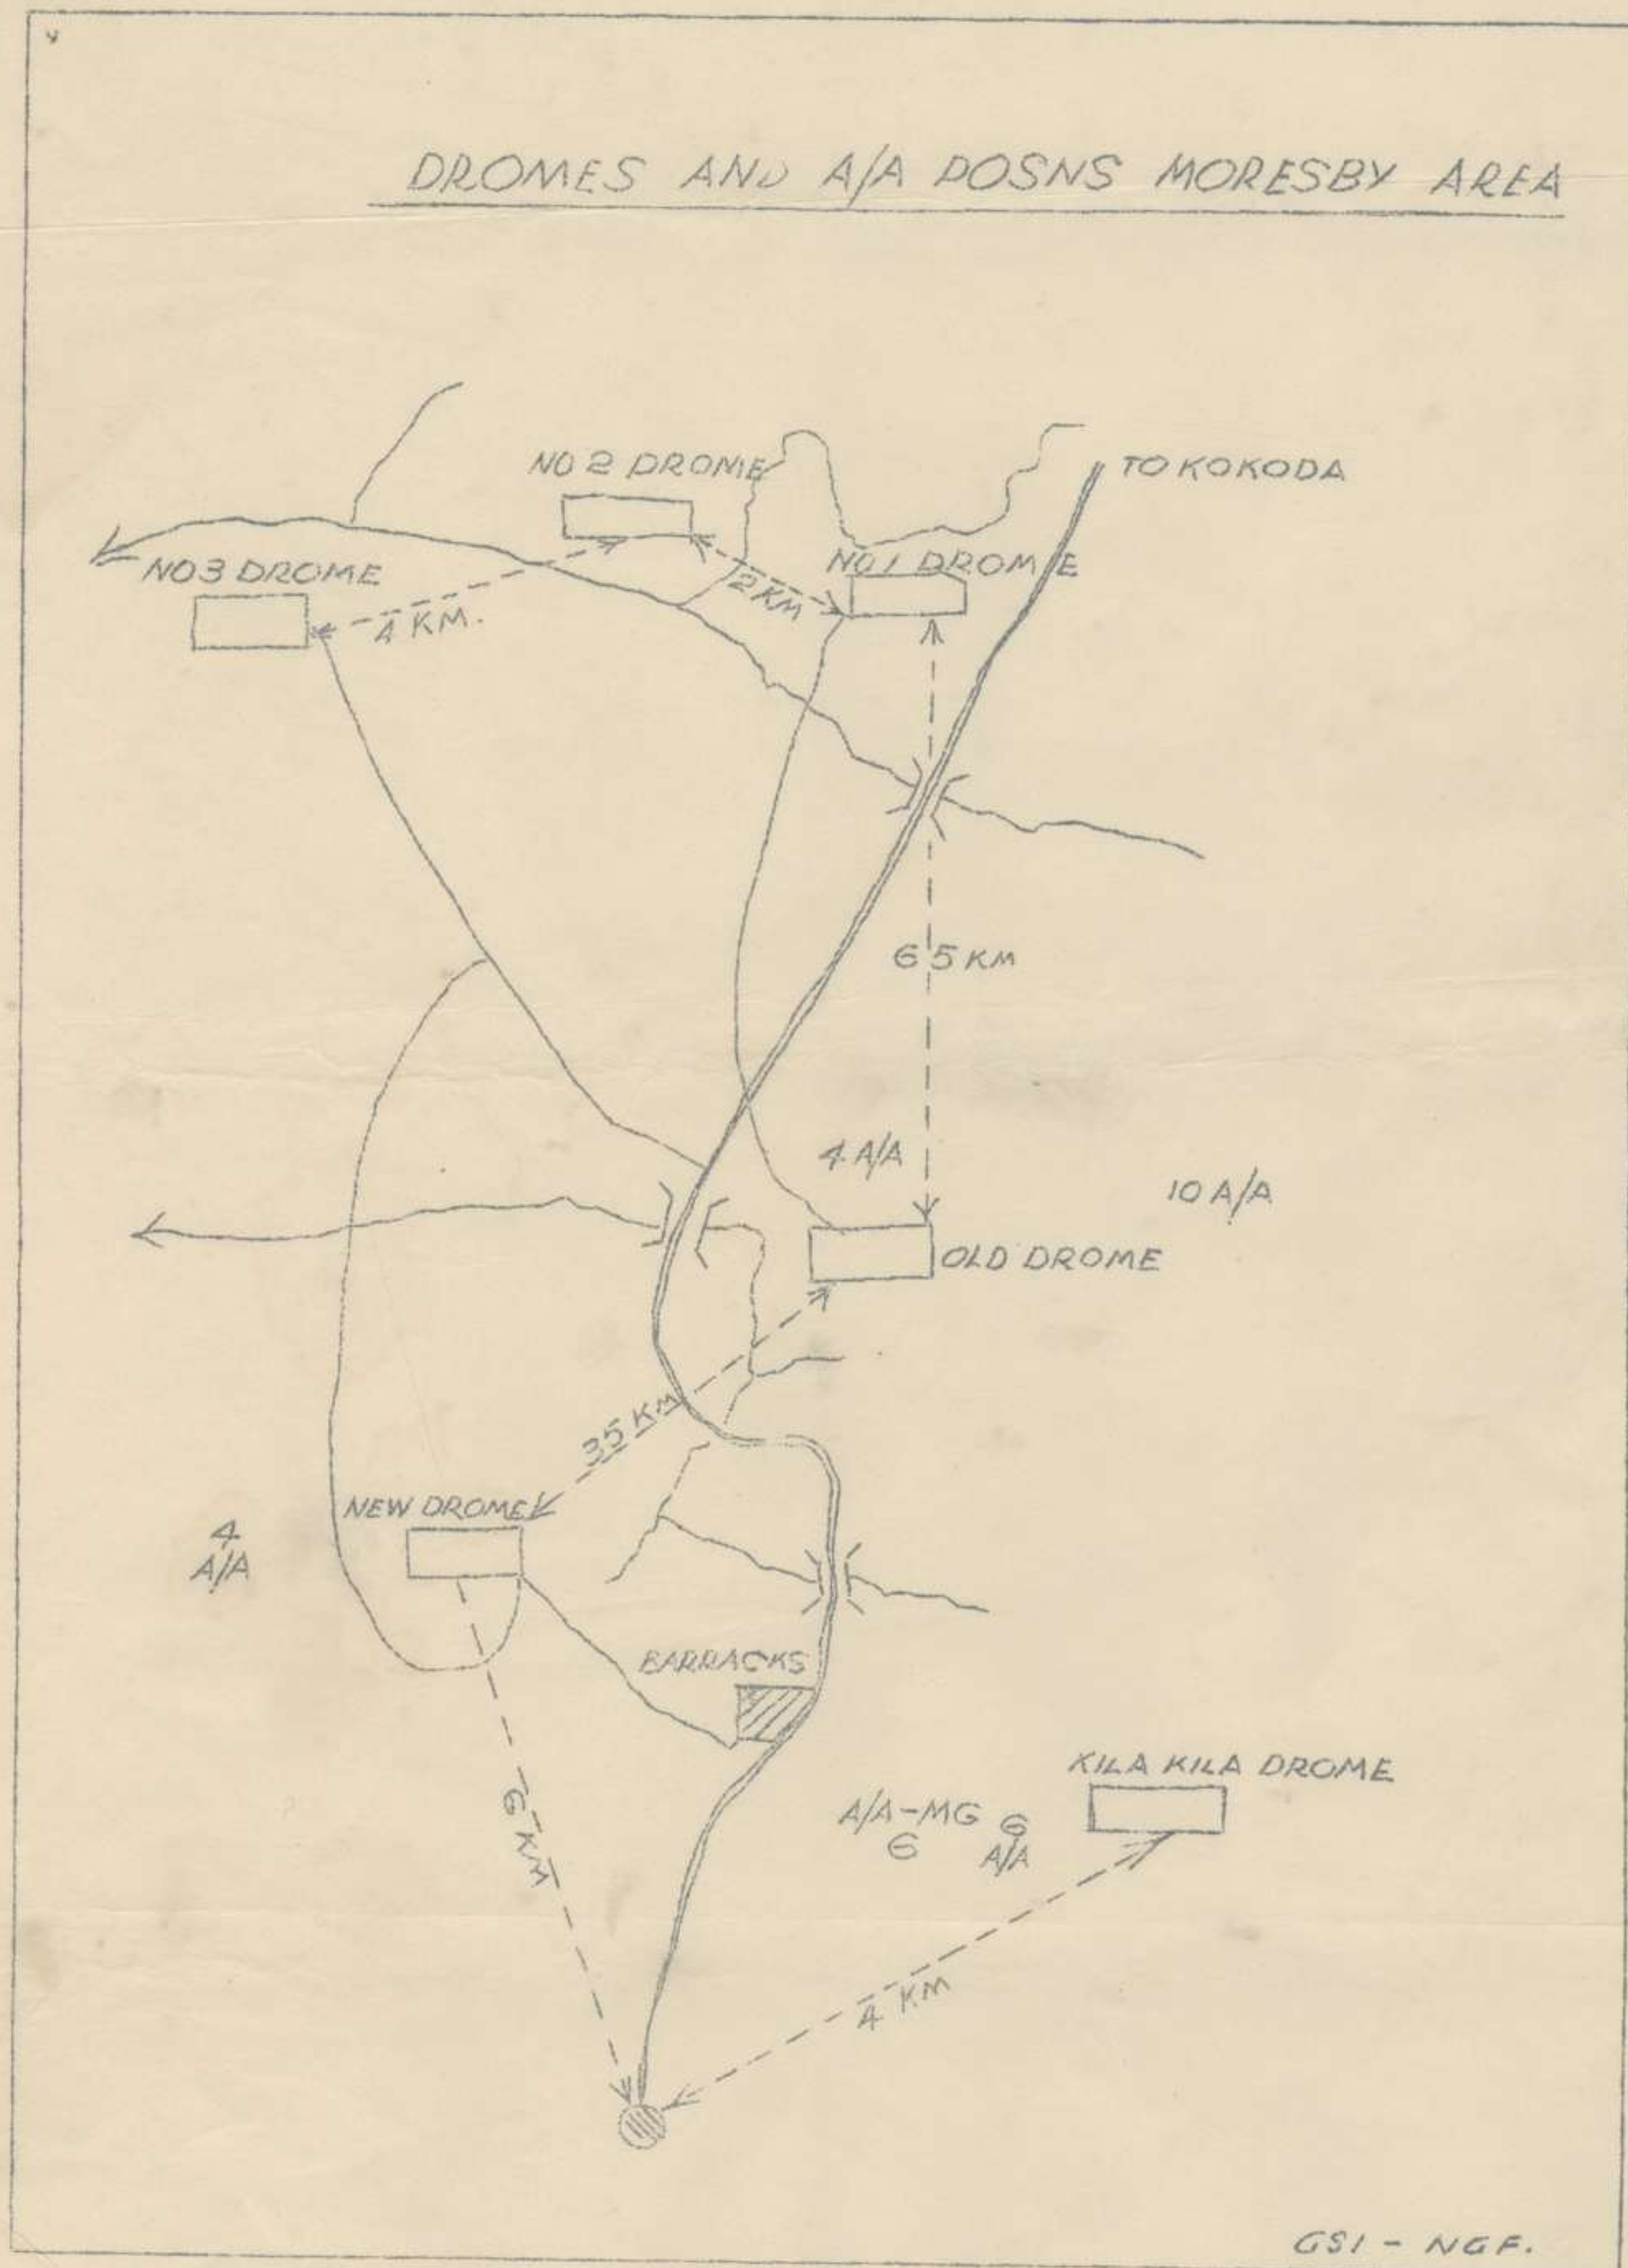 DROMES AND A/A POSNS MORESBY AREA
NO 2 DROME
TO KOKODA
NO 3 DROME
NO 1 DROME
2 KM
4 KM.
6 5 KM
4 A/A
10 A/A
OLD DROME
35 KM
NEW DROME
4
A/A
BARRACKS
KILA KILA DROME
A/A-MG
6
6
A/A
6 KM
4 KM
GSI - NGF.